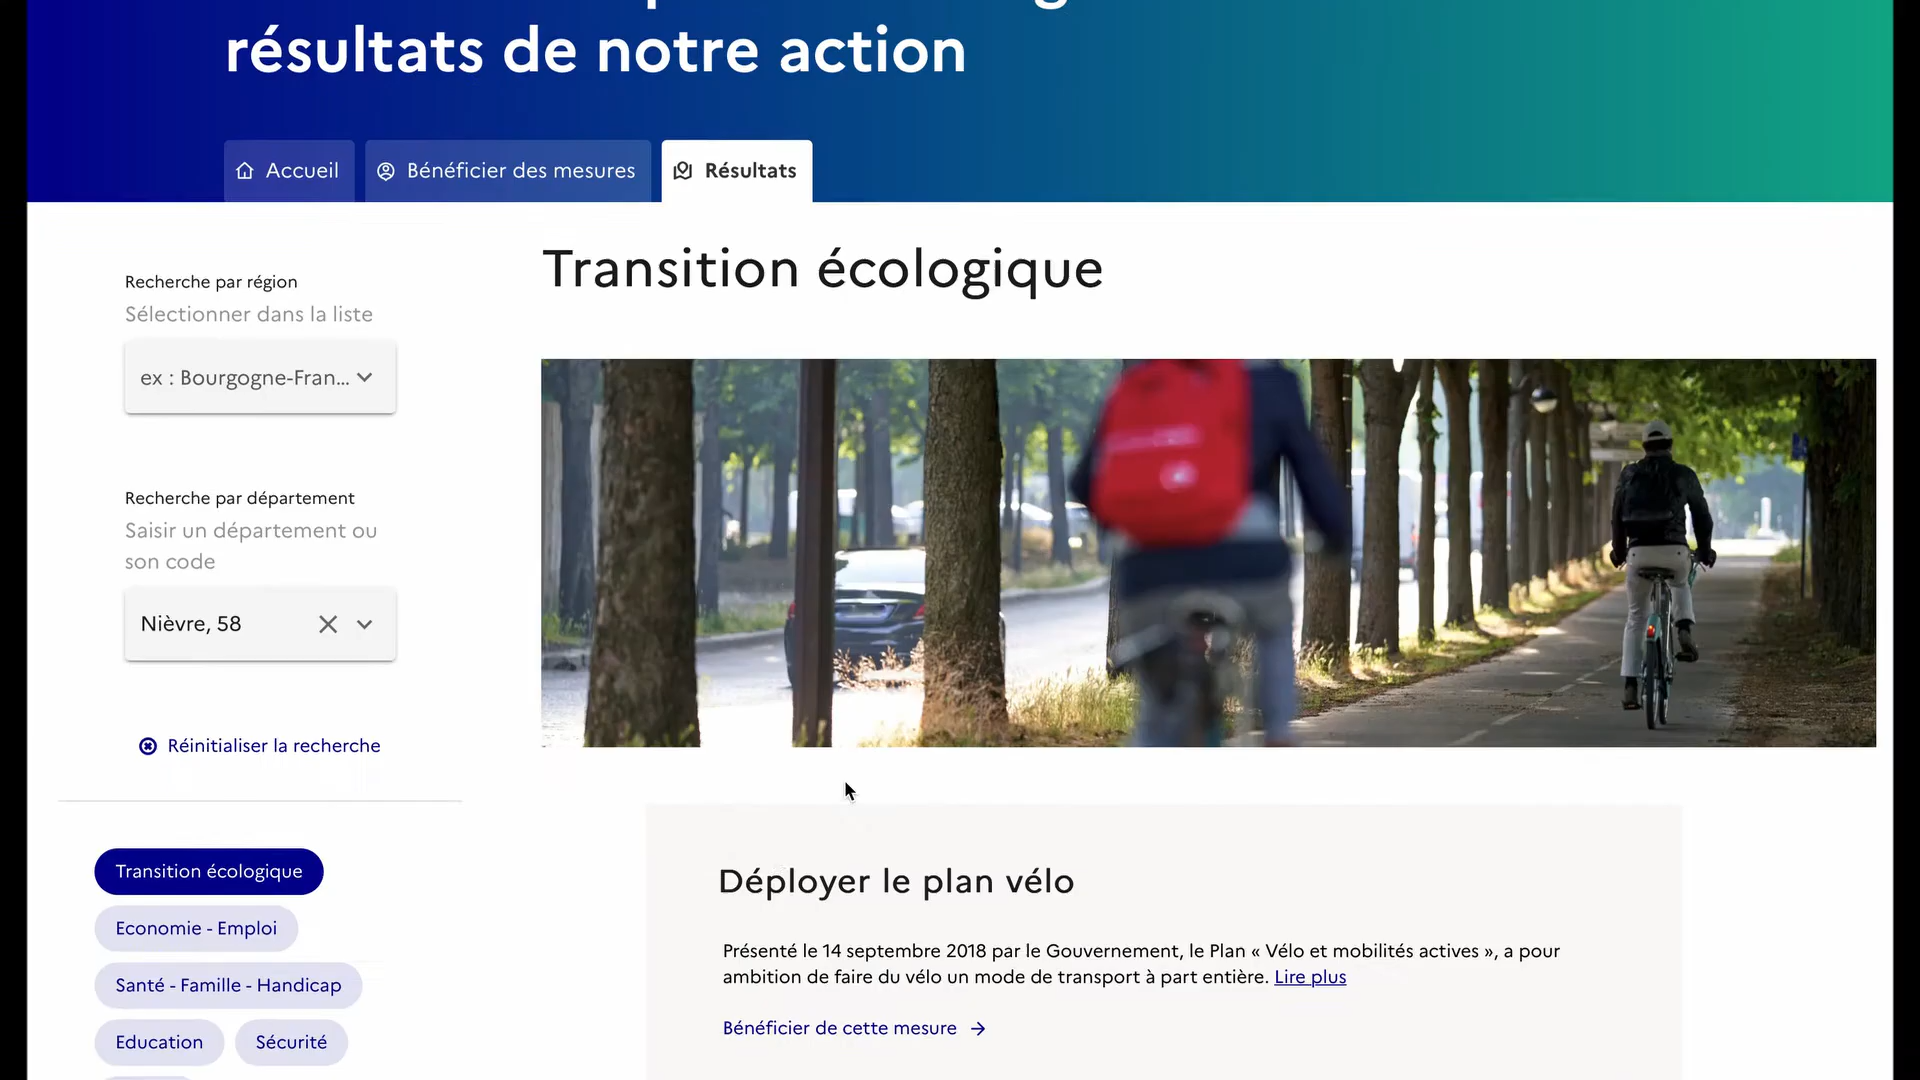 résultats de notre action
Accueil
Bénéficier des mesures
Résultats
Recherche par région
Sélectionner dans la liste
ex : Bourgogne-Fran...
Recherche par département
Saisir un département ou
son code
Nièvre, 58
Réinitialiser la recherche
Transition écologique
Economie - Emploi
Santé - Famille - Handicap
Education
Sécurité
Transition écologique
Déployer le plan vélo
Présenté le 14 septembre 2018 par le Gouvernement, le Plan « Vélo et mobilités actives », a pour
ambition de faire du vélo un mode de transport à part entière. Lire plus
Bénéficier de cette mesure